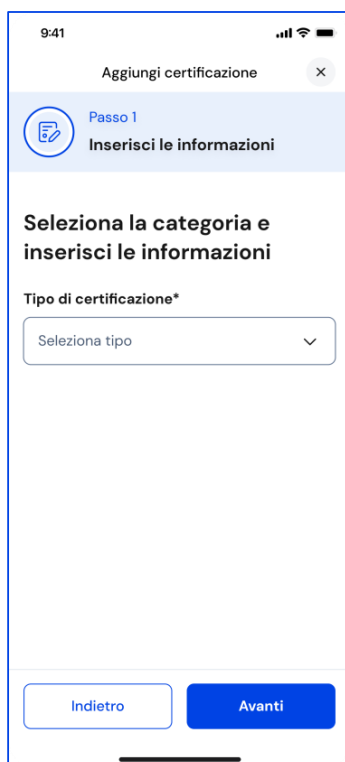 9:41
Aggiungi certificazione
Passo 1
Inserisci le informazioni
Seleziona la categoria e
inserisci le informazioni
Tipo di certificazione*
Seleziona tipo
Indietro
Avanti